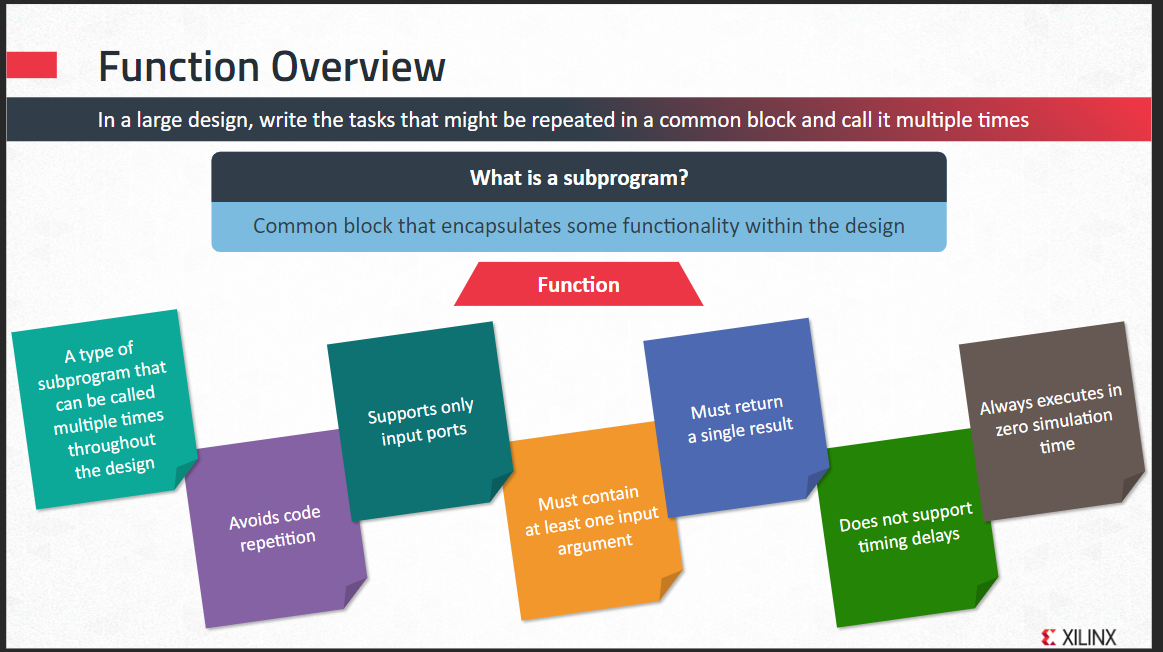 Function Overview
In a large design, write the tasks that might be repeated in a common block and call it multiple times
What is a subprogram?
Common block that encapsulates some functionality within the design
Function
A type of
subprogram that
can be called
multiple times
throughout
the design
Avoids code
repetition
Supports only
input ports
Must contain
at least one input
argument
Must return
a single result
Does not support
timing delays
Always executes in
zero simulation
time
XILINX